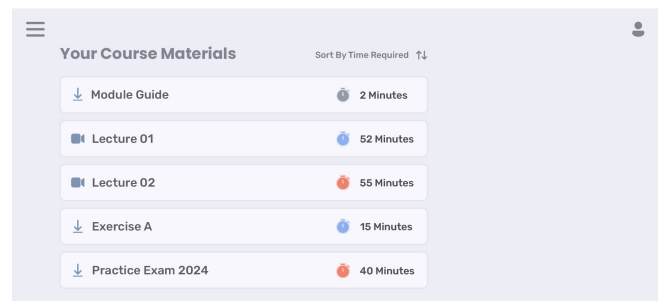 Your Course Materials
Sort By Time Required
Module Guide 2 Minutes
Lecture 01 52 Minutes
Lecture 02 55 Minutes
Exercise A 15 Minutes
Practice Exam 2024 40 Minutes